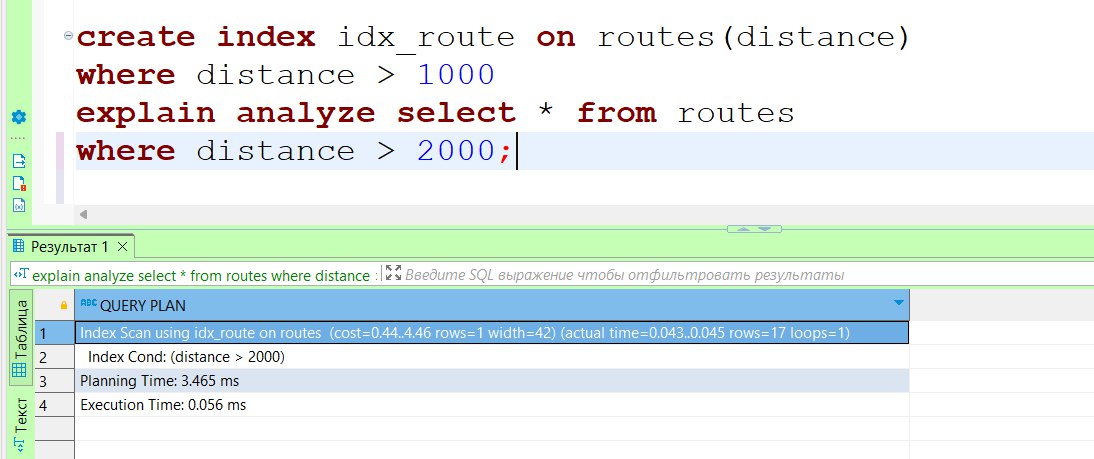 create index idx_route on routes(distance)
where distance > 1000
explain analyze select * from routes
where distance > 2000;
Результат 1
explain analyze select * from routes where distance : Введите SQL выражение чтобы отфильтровать результаты
Таблица
Текст
ABC QUERY PLAN
1 Index Scan using idx_route on routes (cost=0.44..4.46 rows=1 width=42) (actual time=0.043..0.045 rows=17 loops=1)
2 Index Cond: (distance > 2000)
3 Planning Time: 3.465 ms
4 Execution Time: 0.056 ms